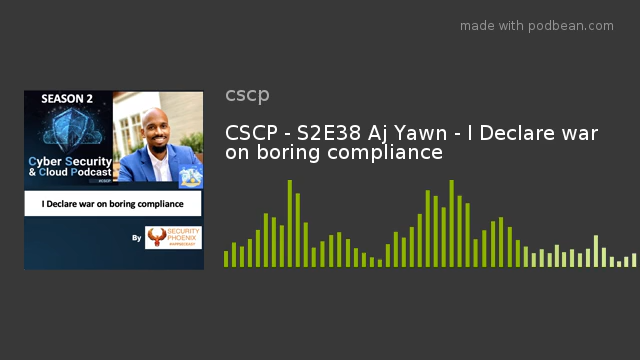 made with podbean.com
SEASON 2
Cyber Security
& Cloud Podcast
#CSCP
I Declare war on boring compliance
By
SECURITY
PHOENIX
cscp
CSCP - S2E38 Aj Yawn - I Declare war
on boring compliance